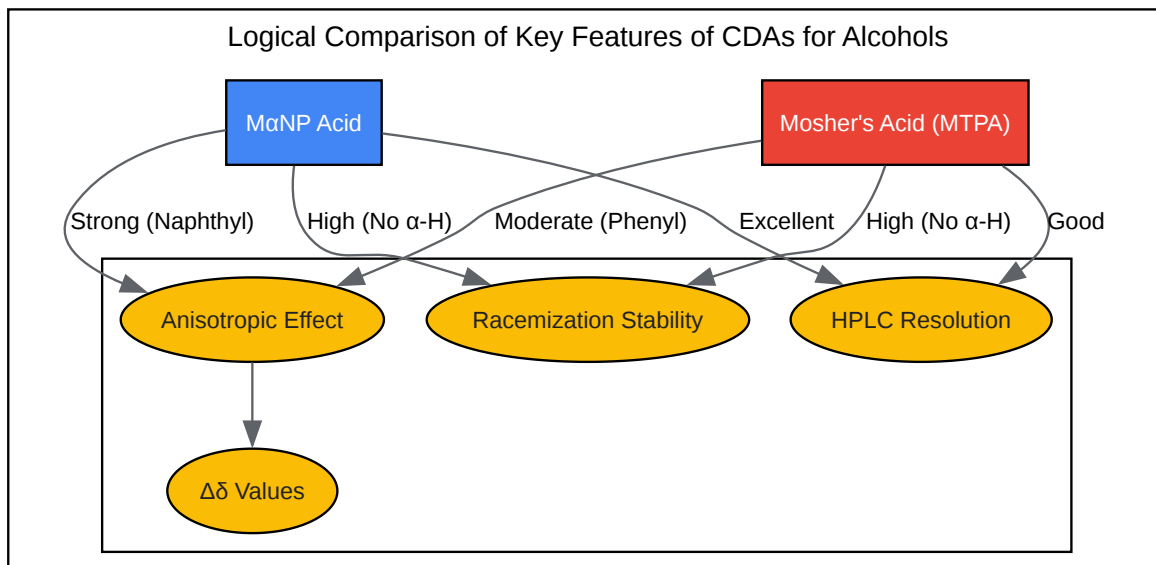 Logical Comparison of Key Features of CDAs for Alcohols
MαNP Acid
Mosher's Acid (MTPA)
Strong (Naphthyl)
High (No α-H)
Moderate (Phenyl)
Excellent
High (No α-H)
Good
Anisotropic Effect
Racemization Stability
HPLC Resolution
Δδ Values